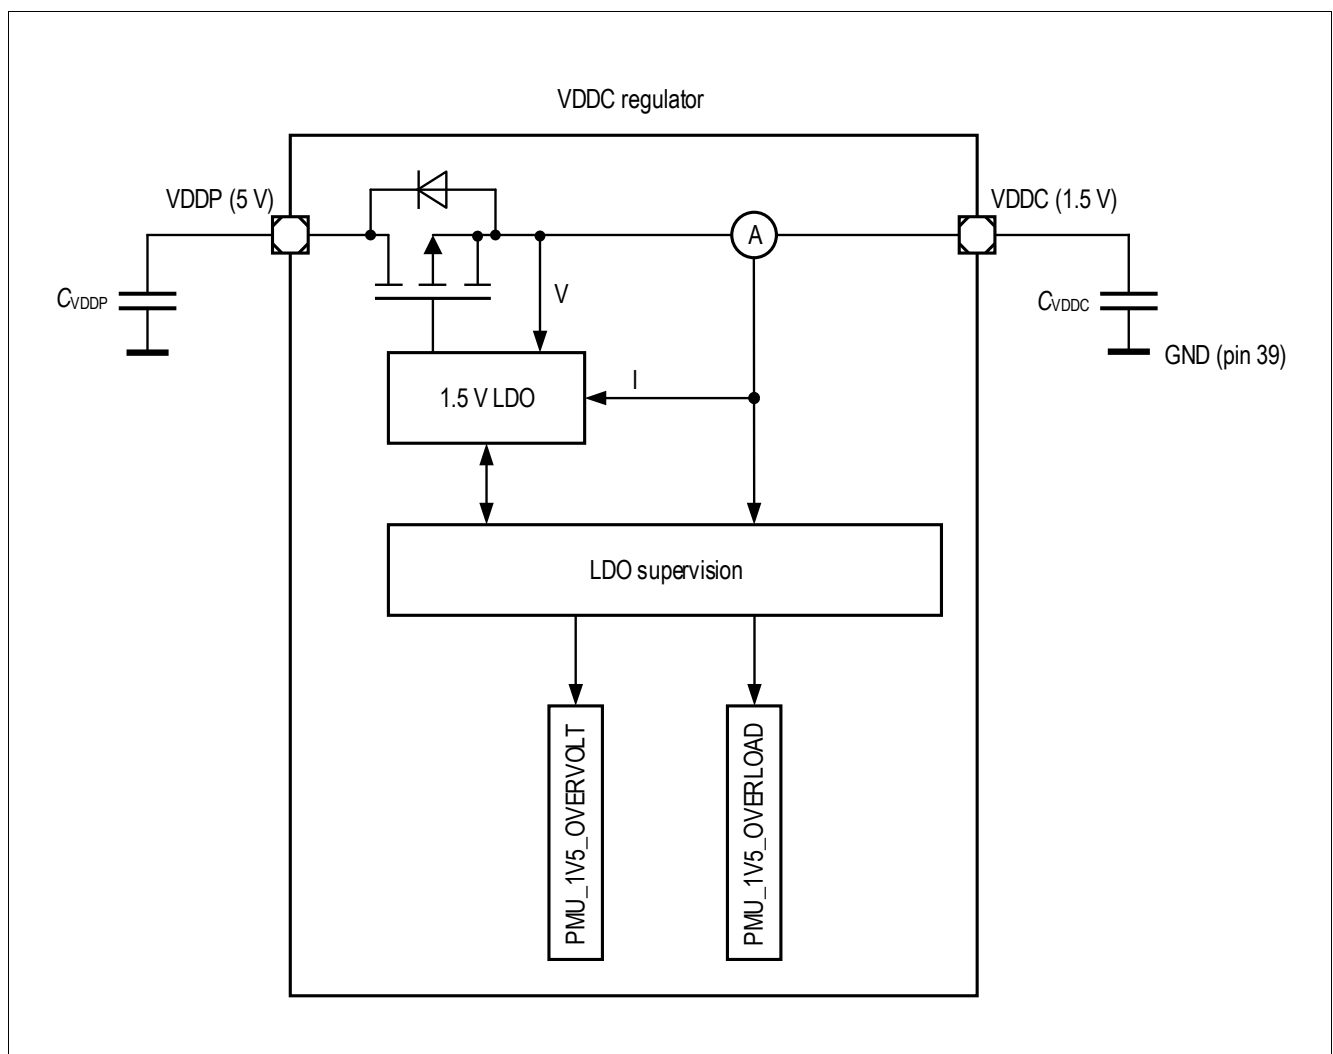 VDDC regulator
VDDP (5 V)
VDDC (1.5 V)
A
CVDDP
V
CVDDC
GND (pin 39)
I
1.5 V LDO
LDO supervision
PMU_1V5_OVERVOLT
PMU_1V5_OVERLOAD